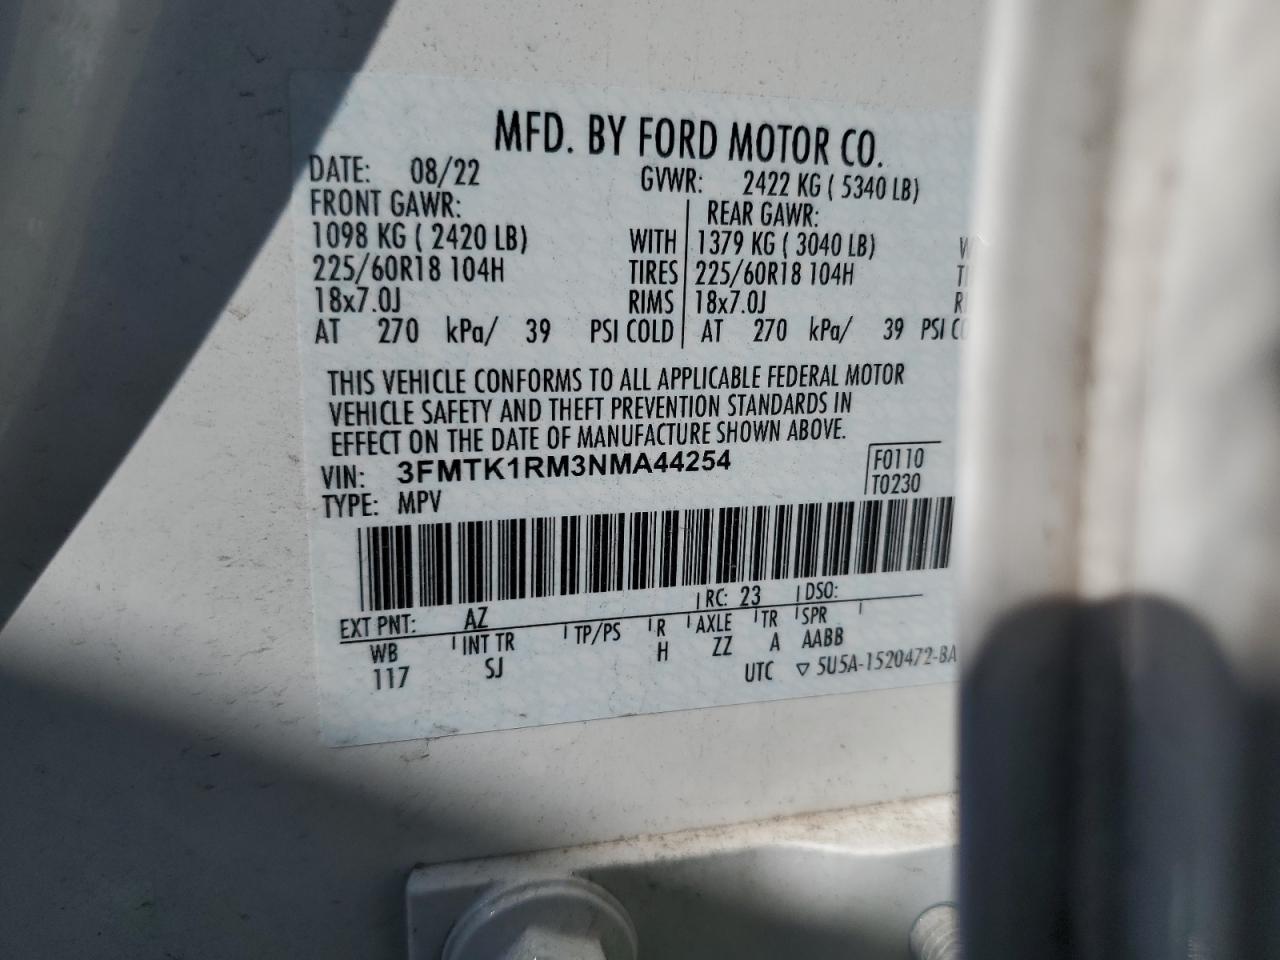 MFD. BY FORD MOTOR CO.
DATE: 08/22 GVWR: 2422 KG ( 5340 LB)
FRONT GAWR: REAR GAWR:
1098 KG ( 2420 LB) WITH 1379 KG ( 3040 LB)
225/60R18 104H TIRES 225/60R18 104H
18x7.0J RIMS 18x7.0J
AT 270 kPa/ 39 PSI COLD AT 270 kPa/ 39 PSI
THIS VEHICLE CONFORMS TO ALL APPLICABLE FEDERAL MOTOR
VEHICLE SAFETY AND THEFT PREVENTION STANDARDS IN
EFFECT ON THE DATE OF MANUFACTURE SHOWN ABOVE.
VIN: 3FMTK1RM3NMA44254 F0110
TYPE: MPV T0230
EXT PNT: AZ RC: 23 DSO:
WB INT TR TP/PS R AXLE TR SPR
117 SJ H ZZ A AABB
UTC ▽ 5U5A-1520472-BA